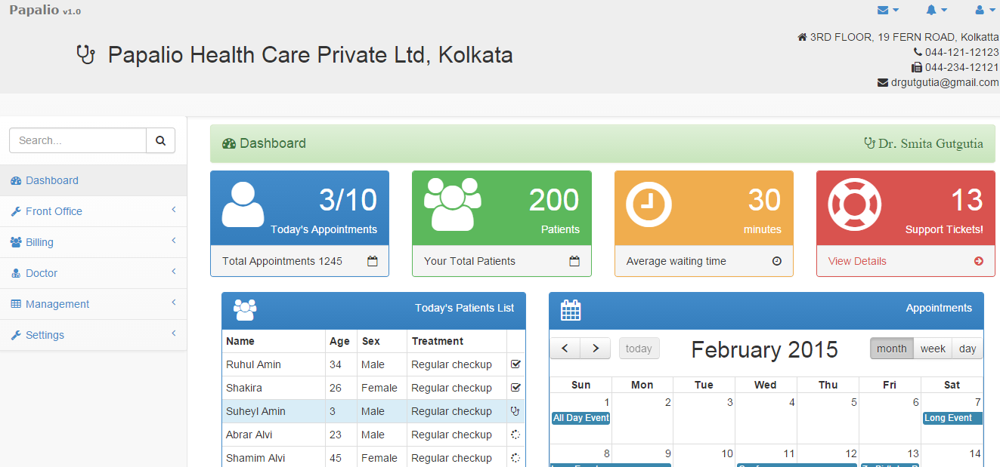 Papalio v1.0
Papalio Health Care Private Ltd, Kolkata
3RD FLOOR, 19 FERN ROAD, Kolkatta
044-121-12123
044-234-12121
drgutgutia@gmail.com
Search...
Dashboard
Front Office
Billing
Doctor
Management
Settings
Dashboard
Dr. Smita Gutgutia
3/10
Today's Appointments
Total Appointments 1245
200
Patients
Your Total Patients
30
minutes
Average waiting time
13
Support Tickets!
View Details
Today's Patients List
Name Age Sex Treatment
Ruhul Amin 34 Male Regular checkup
Shakira 26 Female Regular checkup
Suheyl Amin 3 Male Regular checkup
Abrar Alvi 23 Male Regular checkup
Shamim Alvi 45 Female Regular checkup
Appointments
today February 2015 month week day
Sun Mon Tue Wed Thu Fri Sat
1 2 3 4 5 6 7
All Day Event Long Event
8 9 10 11 12 13 14